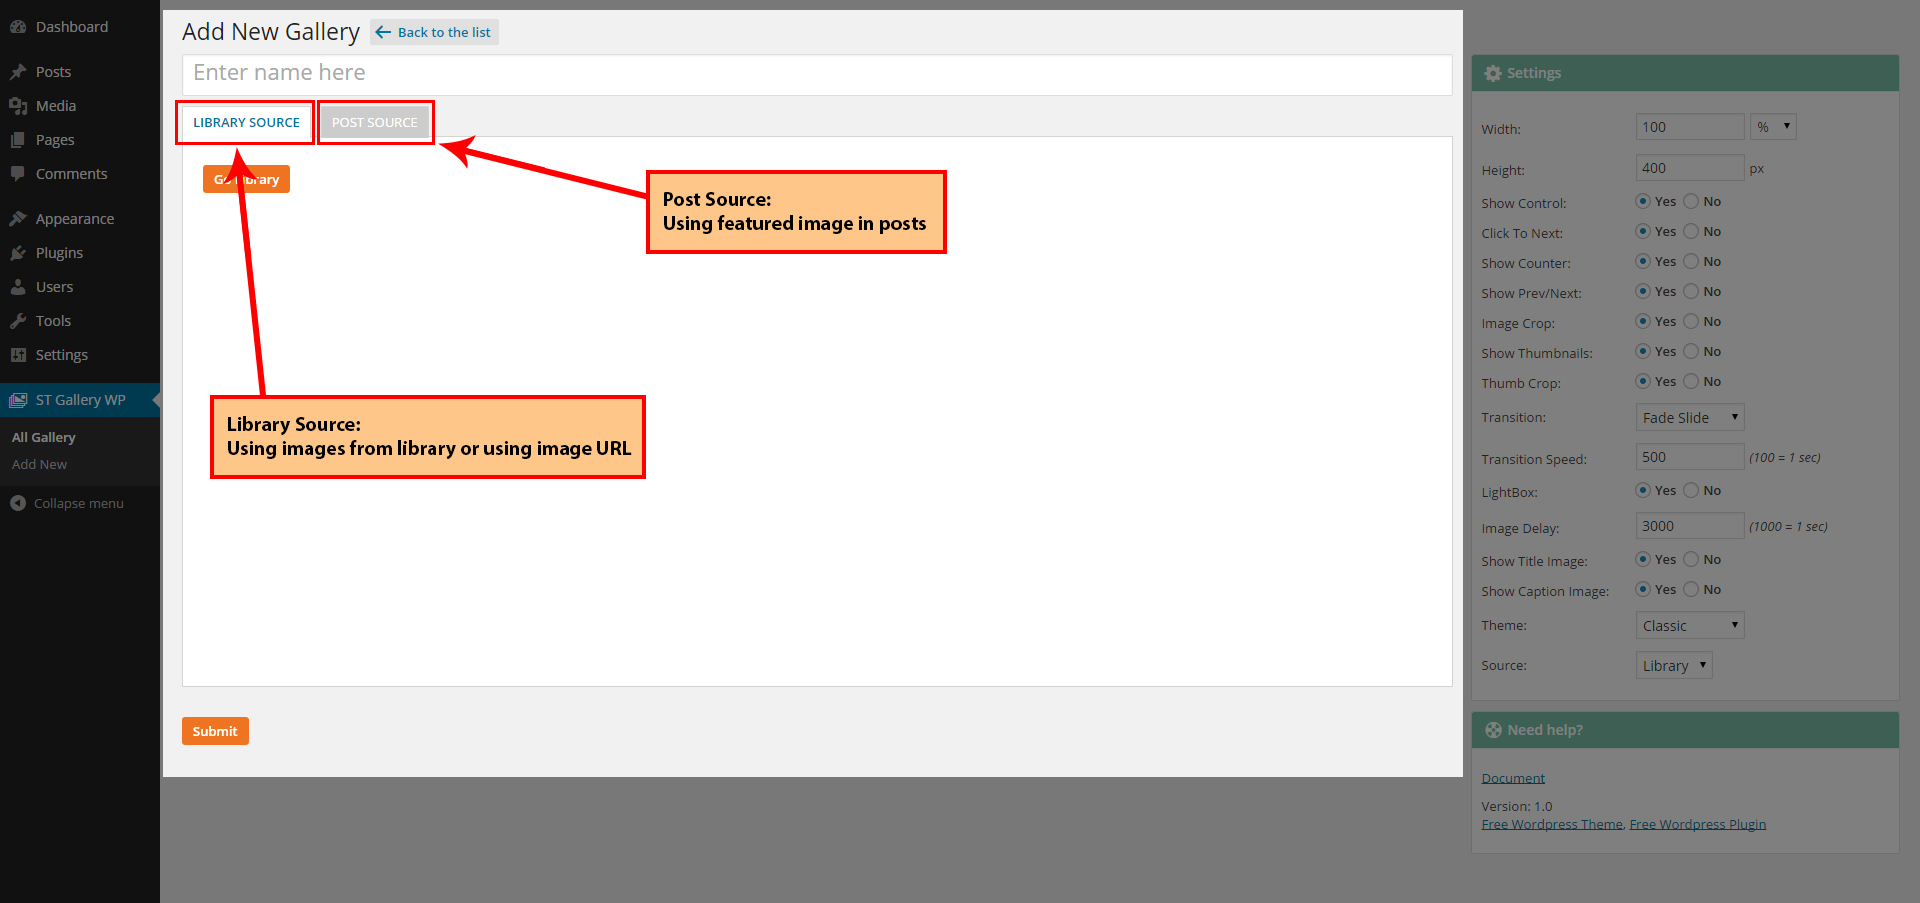 Dashboard
Posts
Media
Pages
Comments
Appearance
Plugins
Users
Tools
Settings
ST Gallery WP
All Gallery
Add New
Collapse menu
Add New Gallery
Back to the list
Enter name here
LIBRARY SOURCE
POST SOURCE
Go Library
Post Source:
Using featured image in posts
Library Source:
Using images from library or using image URL
Submit
Settings
Width: 100 %
Height: 400 px
Show Control: Yes No
Click To Next: Yes No
Show Counter: Yes No
Show Prev/Next: Yes No
Image Crop: Yes No
Show Thumbnails: Yes No
Thumb Crop: Yes No
Transition: Fade Slide
Transition Speed: 500 (100 = 1 sec)
LightBox: Yes No
Image Delay: 3000 (1000 = 1 sec)
Show Title Image: Yes No
Show Caption Image: Yes No
Theme: Classic
Source: Library
Need help?
Document
Version: 1.0
Free Wordpress Theme, Free Wordpress Plugin